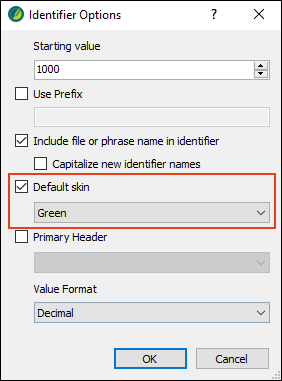 Identifier Options
Starting value
1000
Use Prefix
Include file or phrase name in identifier
Capitalize new identifier names
Default skin
Green
Primary Header
Value Format
Decimal
OK Cancel